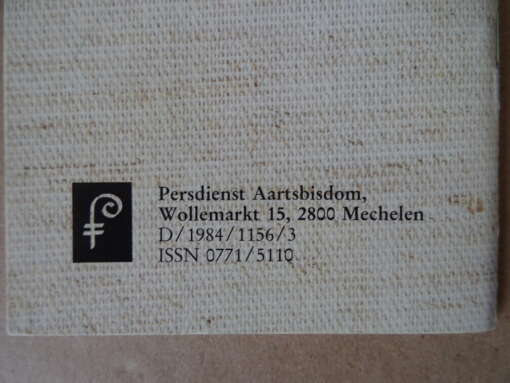 Persdienst Aartsbisdom,
Wollemarkt 15, 2800 Mechelen
D/1984/1156/3
ISSN 0771/5110